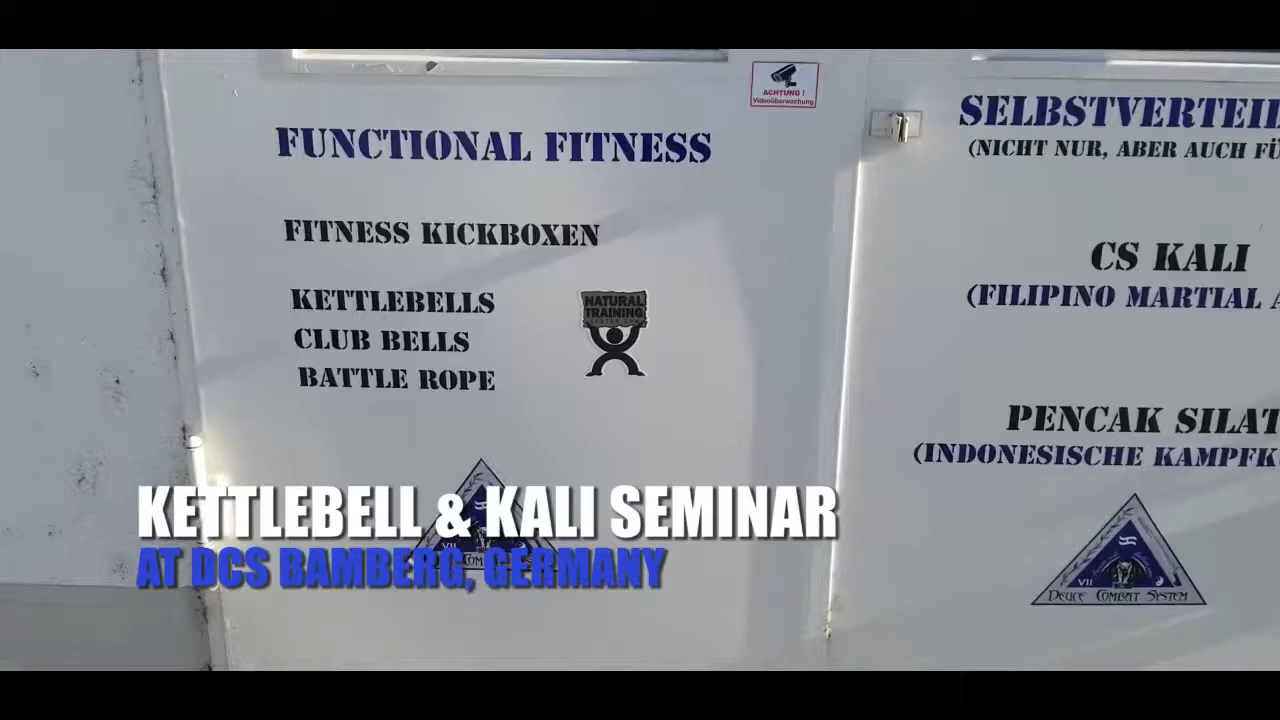 ACHTUNG !
Videoüberwachung
FUNCTIONAL FITNESS
FITNESS KICKBOXEN
KETTLEBELLS
CLUB BELLS
BATTLE ROPE
NATURAL
TRAINING
SELBSTVERTEI
(NICHT NUR, ABER AUCH FÜ
CS KALI
(FILIPINO MARTIAL A
PENCAK SILAT
(INDONESISCHE KAMPFK
VII
DEUCE COMBAT SYSTEM
VII
KETTLEBELL & KALI SEMINAR
AT DCS BAMBERG, GERMANY